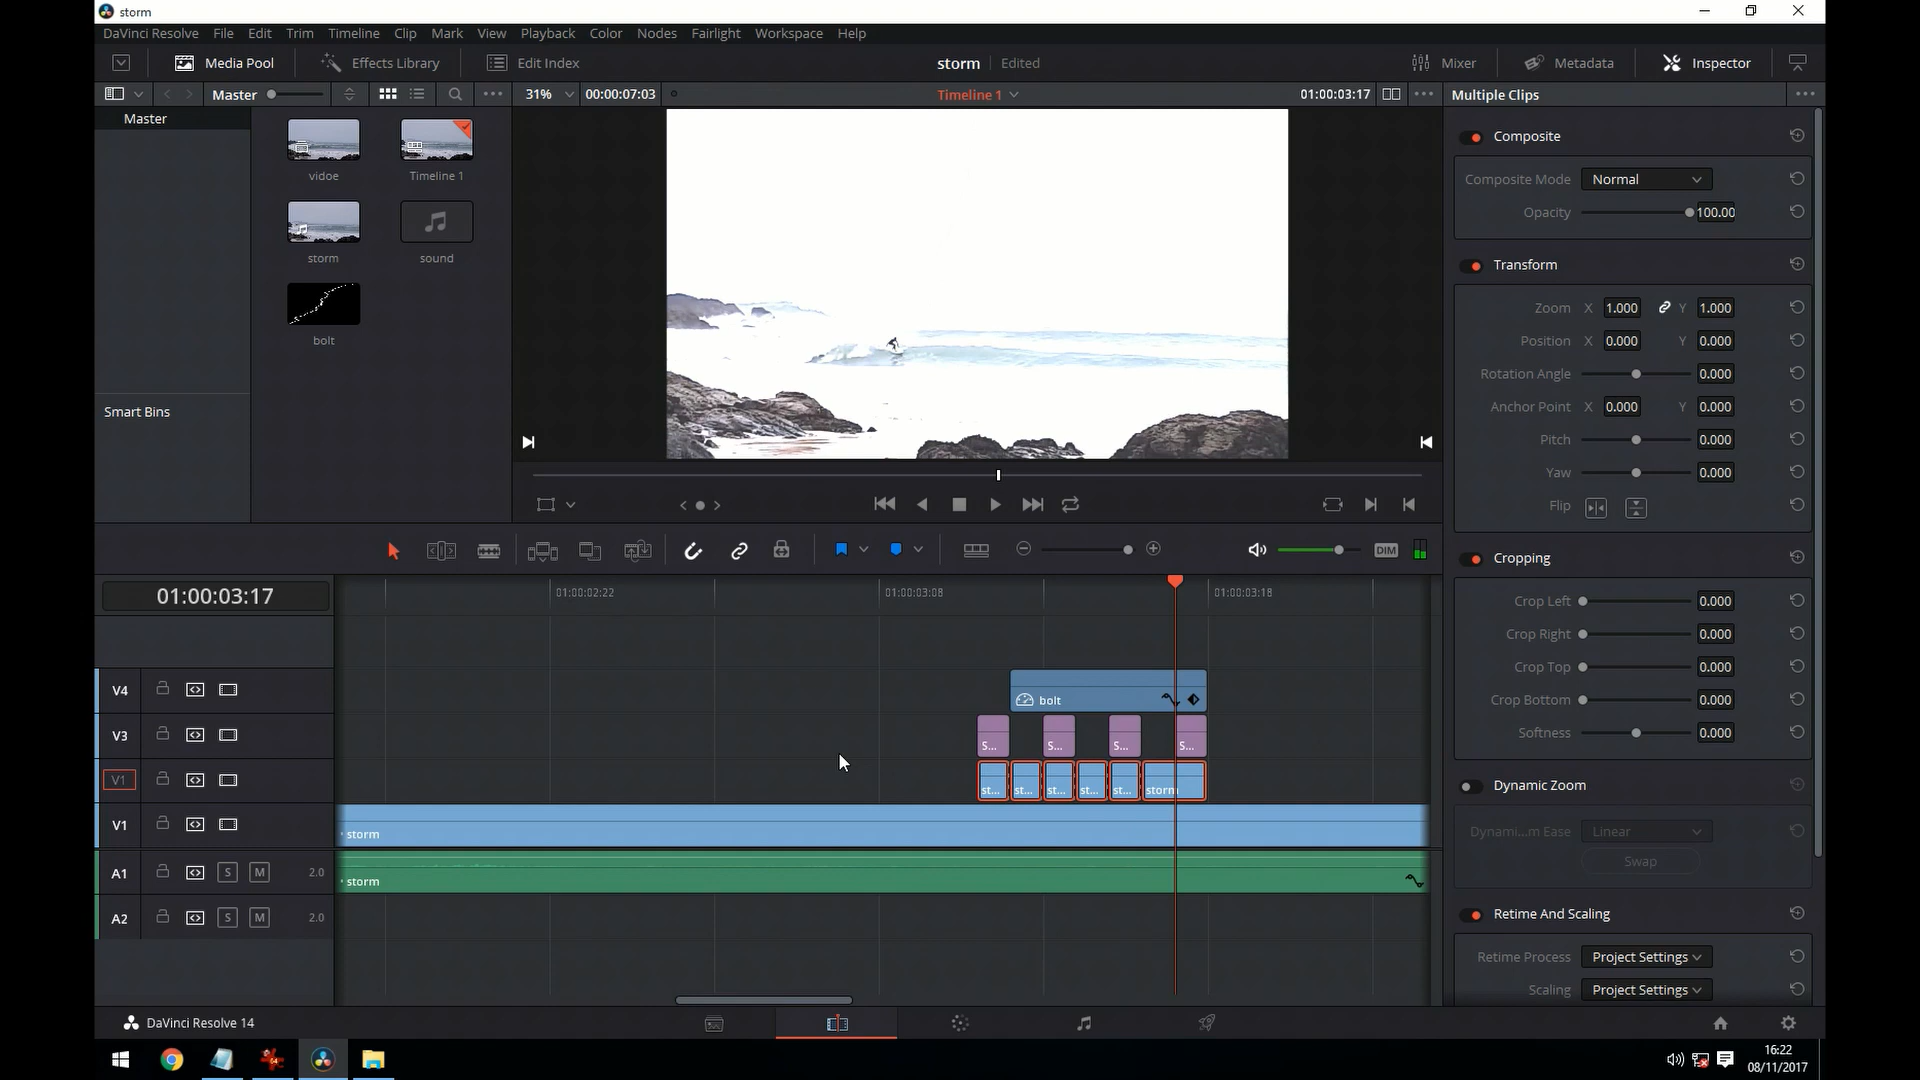 storm
DaVinci Resolve File Edit Trim Timeline Clip Mark View Playback Color Nodes Fairlight Workspace Help
Media Pool Effects Library Edit Index storm Edited Mixer Metadata Inspector
Master 31% 00:00:07:03 Timeline 1 01:00:03:17 Multiple Clips
Master
vidoe Timeline 1
storm sound
bolt
Smart Bins
Composite
Composite Mode Normal
Opacity 100.00
Transform
Zoom X 1.000 Y 1.000
Position X 0.000 Y 0.000
Rotation Angle 0.000
Anchor Point X 0.000 Y 0.000
Pitch 0.000
Yaw 0.000
Flip
Cropping
Crop Left 0.000
Crop Right 0.000
Crop Top 0.000
Crop Bottom 0.000
Softness 0.000
Dynamic Zoom
Dynami...m Ease Linear
Swap
Retime And Scaling
Retime Process Project Settings
Scaling Project Settings
DIM
01:00:03:17 01:00:02:22 01:00:03:08 01:00:03:18
V4 bolt
V3 S... S... S... S...
V1 st... st... st... st... st... storm
V1 storm
A1 S M 2.0 storm
A2 S M 2.0
DaVinci Resolve 14
16:22
08/11/2017